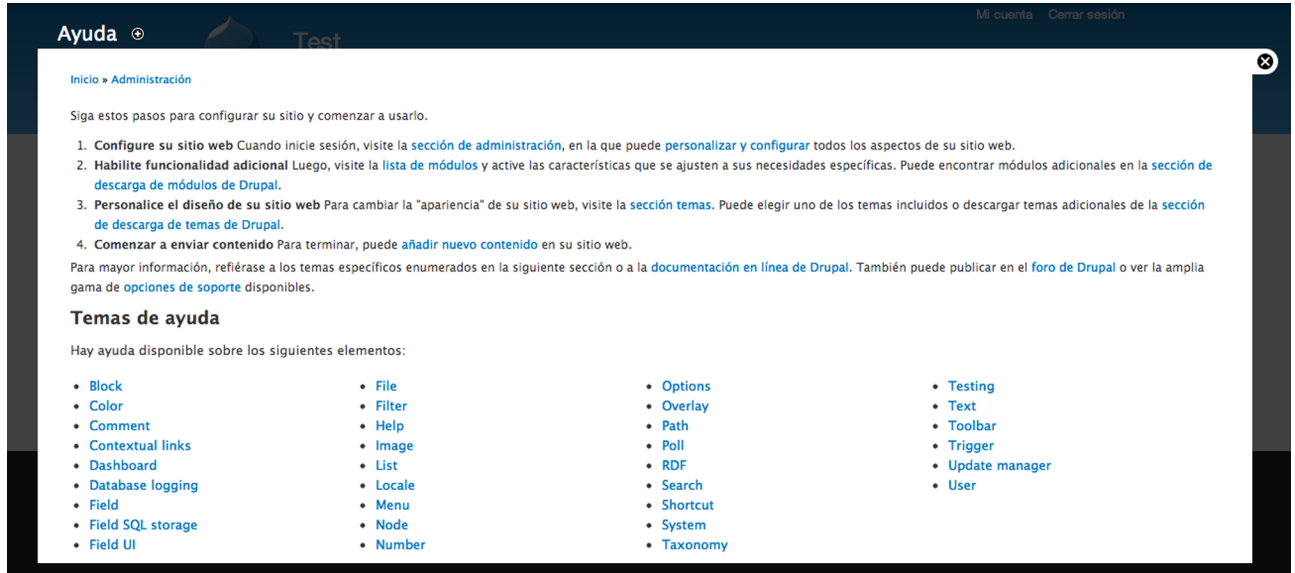 Mi cuenta Cerrar sesión
Ayuda
Test
Inicio » Administración
Siga estos pasos para configurar su sitio y comenzar a usarlo.
1. Configure su sitio web Cuando inicie sesión, visite la sección de administración, en la que puede personalizar y configurar todos los aspectos de su sitio web.
2. Habilite funcionalidad adicional Luego, visite la lista de módulos y active las características que se ajusten a sus necesidades específicas. Puede encontrar módulos adicionales en la sección de
descarga de módulos de Drupal.
3. Personalice el diseño de su sitio web Para cambiar la "apariencia" de su sitio web, visite la sección temas. Puede elegir uno de los temas incluidos o descargar temas adicionales de la sección
de descarga de temas de Drupal.
4. Comenzar a enviar contenido Para terminar, puede añadir nuevo contenido en su sitio web.
Para mayor información, refiérase a los temas específicos enumerados en la siguiente sección o a la documentación en línea de Drupal. También puede publicar en el foro de Drupal o ver la amplia
gama de opciones de soporte disponibles.
Temas de ayuda
Hay ayuda disponible sobre los siguientes elementos:
• Block
• Color
• Comment
• Contextual links
• Dashboard
• Database logging
• Field
• Field SQL storage
• Field UI
• File
• Filter
• Help
• Image
• List
• Locale
• Menu
• Node
• Number
• Options
• Overlay
• Path
• Poll
• RDF
• Search
• Shortcut
• System
• Taxonomy
• Testing
• Text
• Toolbar
• Trigger
• Update manager
• User